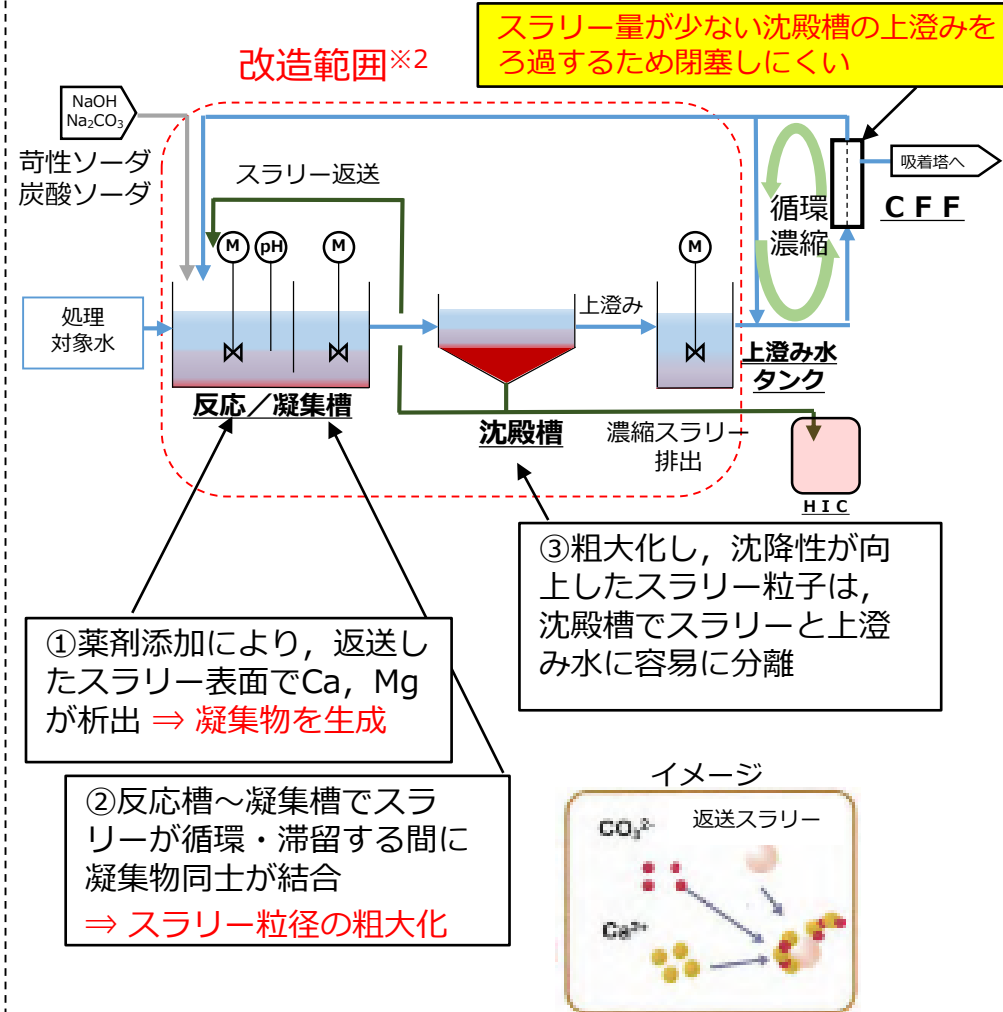 スラリー量が少ない沈殿槽の上澄みを
ろ過するため閉塞しにくい
改造範囲※2
NaOH
Na₂CO₃
苛性ソーダ
炭酸ソーダ
スラリー返送
吸着塔へ
CFF
循環
濃縮
M
pH
M
M
処理
対象水
上澄み
上澄み水
タンク
反応／凝集槽
沈殿槽
濃縮スラリー
排出
HIC
③粗大化し，沈降性が向
上したスラリー粒子は，
沈殿槽でスラリーと上澄
み水に容易に分離
①薬剤添加により，返送し
たスラリー表面でCa，Mg
が析出 ⇒ 凝集物を生成
②反応槽～凝集槽でスラ
リーが循環・滞留する間に
凝集物同士が結合
⇒ スラリー粒径の粗大化
イメージ
CO₃²⁻
返送スラリー
Ca²⁺